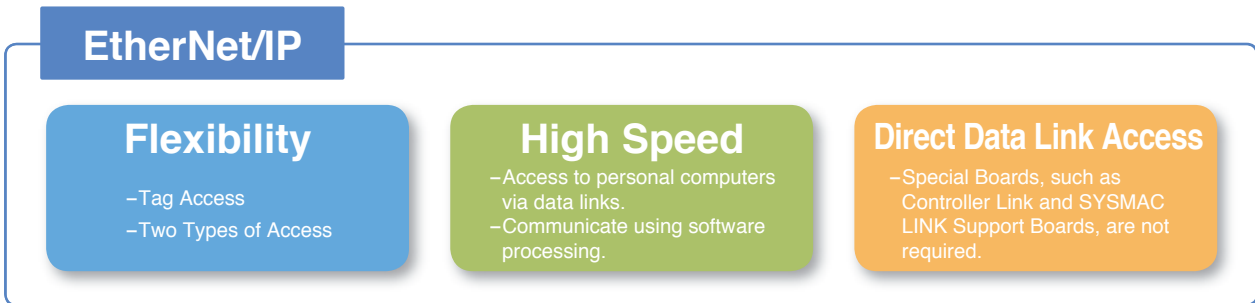 EtherNet/IP
Flexibility
–Tag Access
–Two Types of Access
High Speed
–Access to personal computers
via data links.
–Communicate using software
processing.
Direct Data Link Access
–Special Boards, such as
Controller Link and SYSMAC
LINK Support Boards, are not
required.